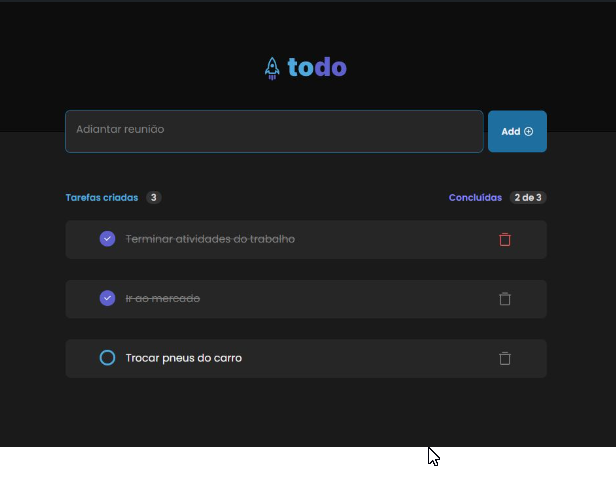 todo
Adiantar reunião
Add
Tarefas criadas 3
Concluídas 2 de 3
Terminar atividades do trabalho
Ir ao mercado
Trocar pneus do carro